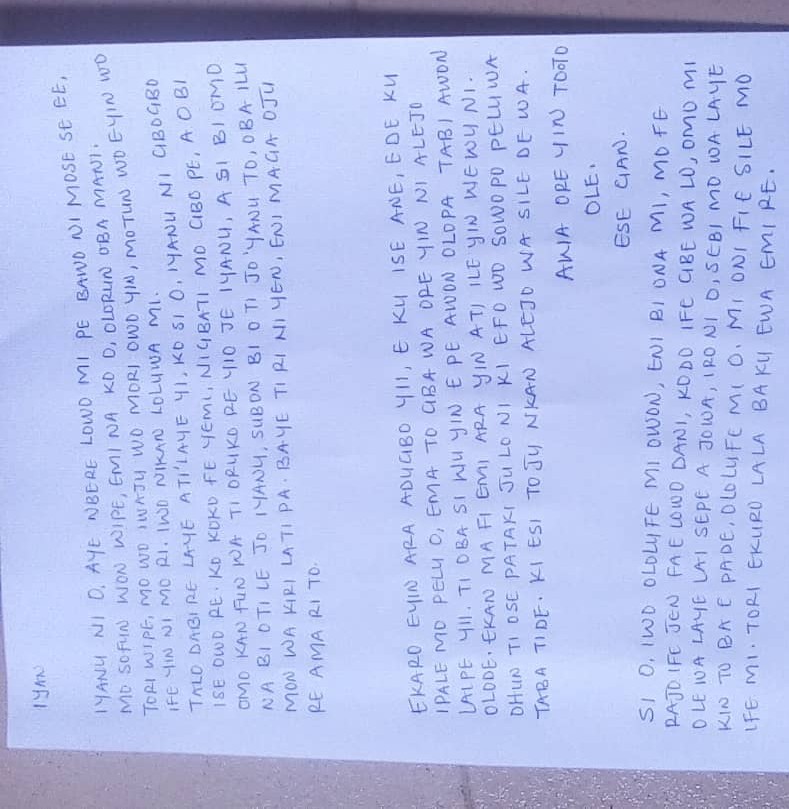 IYAN
IYANU NI O, AYE NBERE LOWO MI PE BAWO NI MOSE SE EE,
MO SOFUN WON WIPE, EMI NA KO O, OLORUN OBA MANI.
TORI WIPE, MO WO IWAJU WO MORI OWO YIN, MOTUN WO EYIN WO
IFE YIN NI MO RI. IWO NIKAN LOLUWA MI.
TALO DABI RE LAYE ATI'LAYE YI, KO SI O, IYANU NI GBOGBO
ISE OWO RE. KO KOKO FE YEMI, NIGBATI MO GBO PE, A O BI
OMO KAN FUN WA TI ORUKO RE YIO JE IYANU, A SI BI OMO
NA BI OTI LE JO IYANU, SUBON BI O TI JO'YANU TO, OBA ILU
MON WA KIRI LATI PA. BAYE TI RI NI YEN, ENI MAGA OJU
RE AMA RI TO.
EKARO EYIN ARA ADUGBO YII, E KU ISE ANE, EDE KU
IPALE MO PELU O, EMA TO GBA WA ORE YIN NI ALEJO
LAIPE YII. TI OBA SI WU YIN E PE AWON OLOPA TABI AWON
OLODE. EKAN MA FI EMI ARA YIN ATI ILE YIN WEWU NI.
OHUN TI OSE PATAKI JULO NI KI EFO WO SOWOPO PELU WA
TABA TI DE. KI ESI TOJU NKAN ALEJO WA SILE DE WA.
AWA ORE YIN TOOTO
OLE.
ESE GAN.
SI O, IWO OLOLUFE MI OWON, ENI BI ONA MI, MO FE
RAJO IFE JEN FA E LOWO DANI, KODO IFE GBE WA LO, OMO MI
O LE WA LAYE LAI SEPE A JOWA, IRO NI O, SEBI MO WA LAYE
KIN TO BA E PADE, OLOLUFE MI O. MI ONI FI E SILE MO
IFE MI. TORI EKURO LALA BAKU EWA EMI RE.